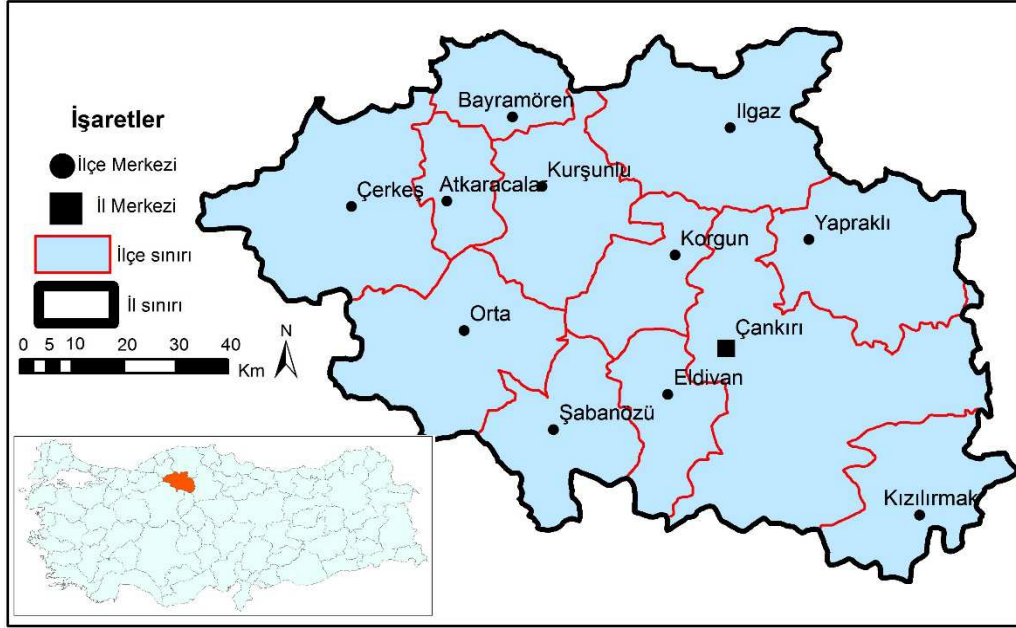 İşaretler
İlçe Merkezi
İl Merkezi
İlçe sınırı
İl sınırı
0 5 10 20 30 40
Km
N
Bayramören
Ilgaz
Çerkeş
Atkaracalar
Kurşunlu
Korgun
Yapraklı
Orta
Çankırı
Eldivan
Şabanözü
Kızılırmak